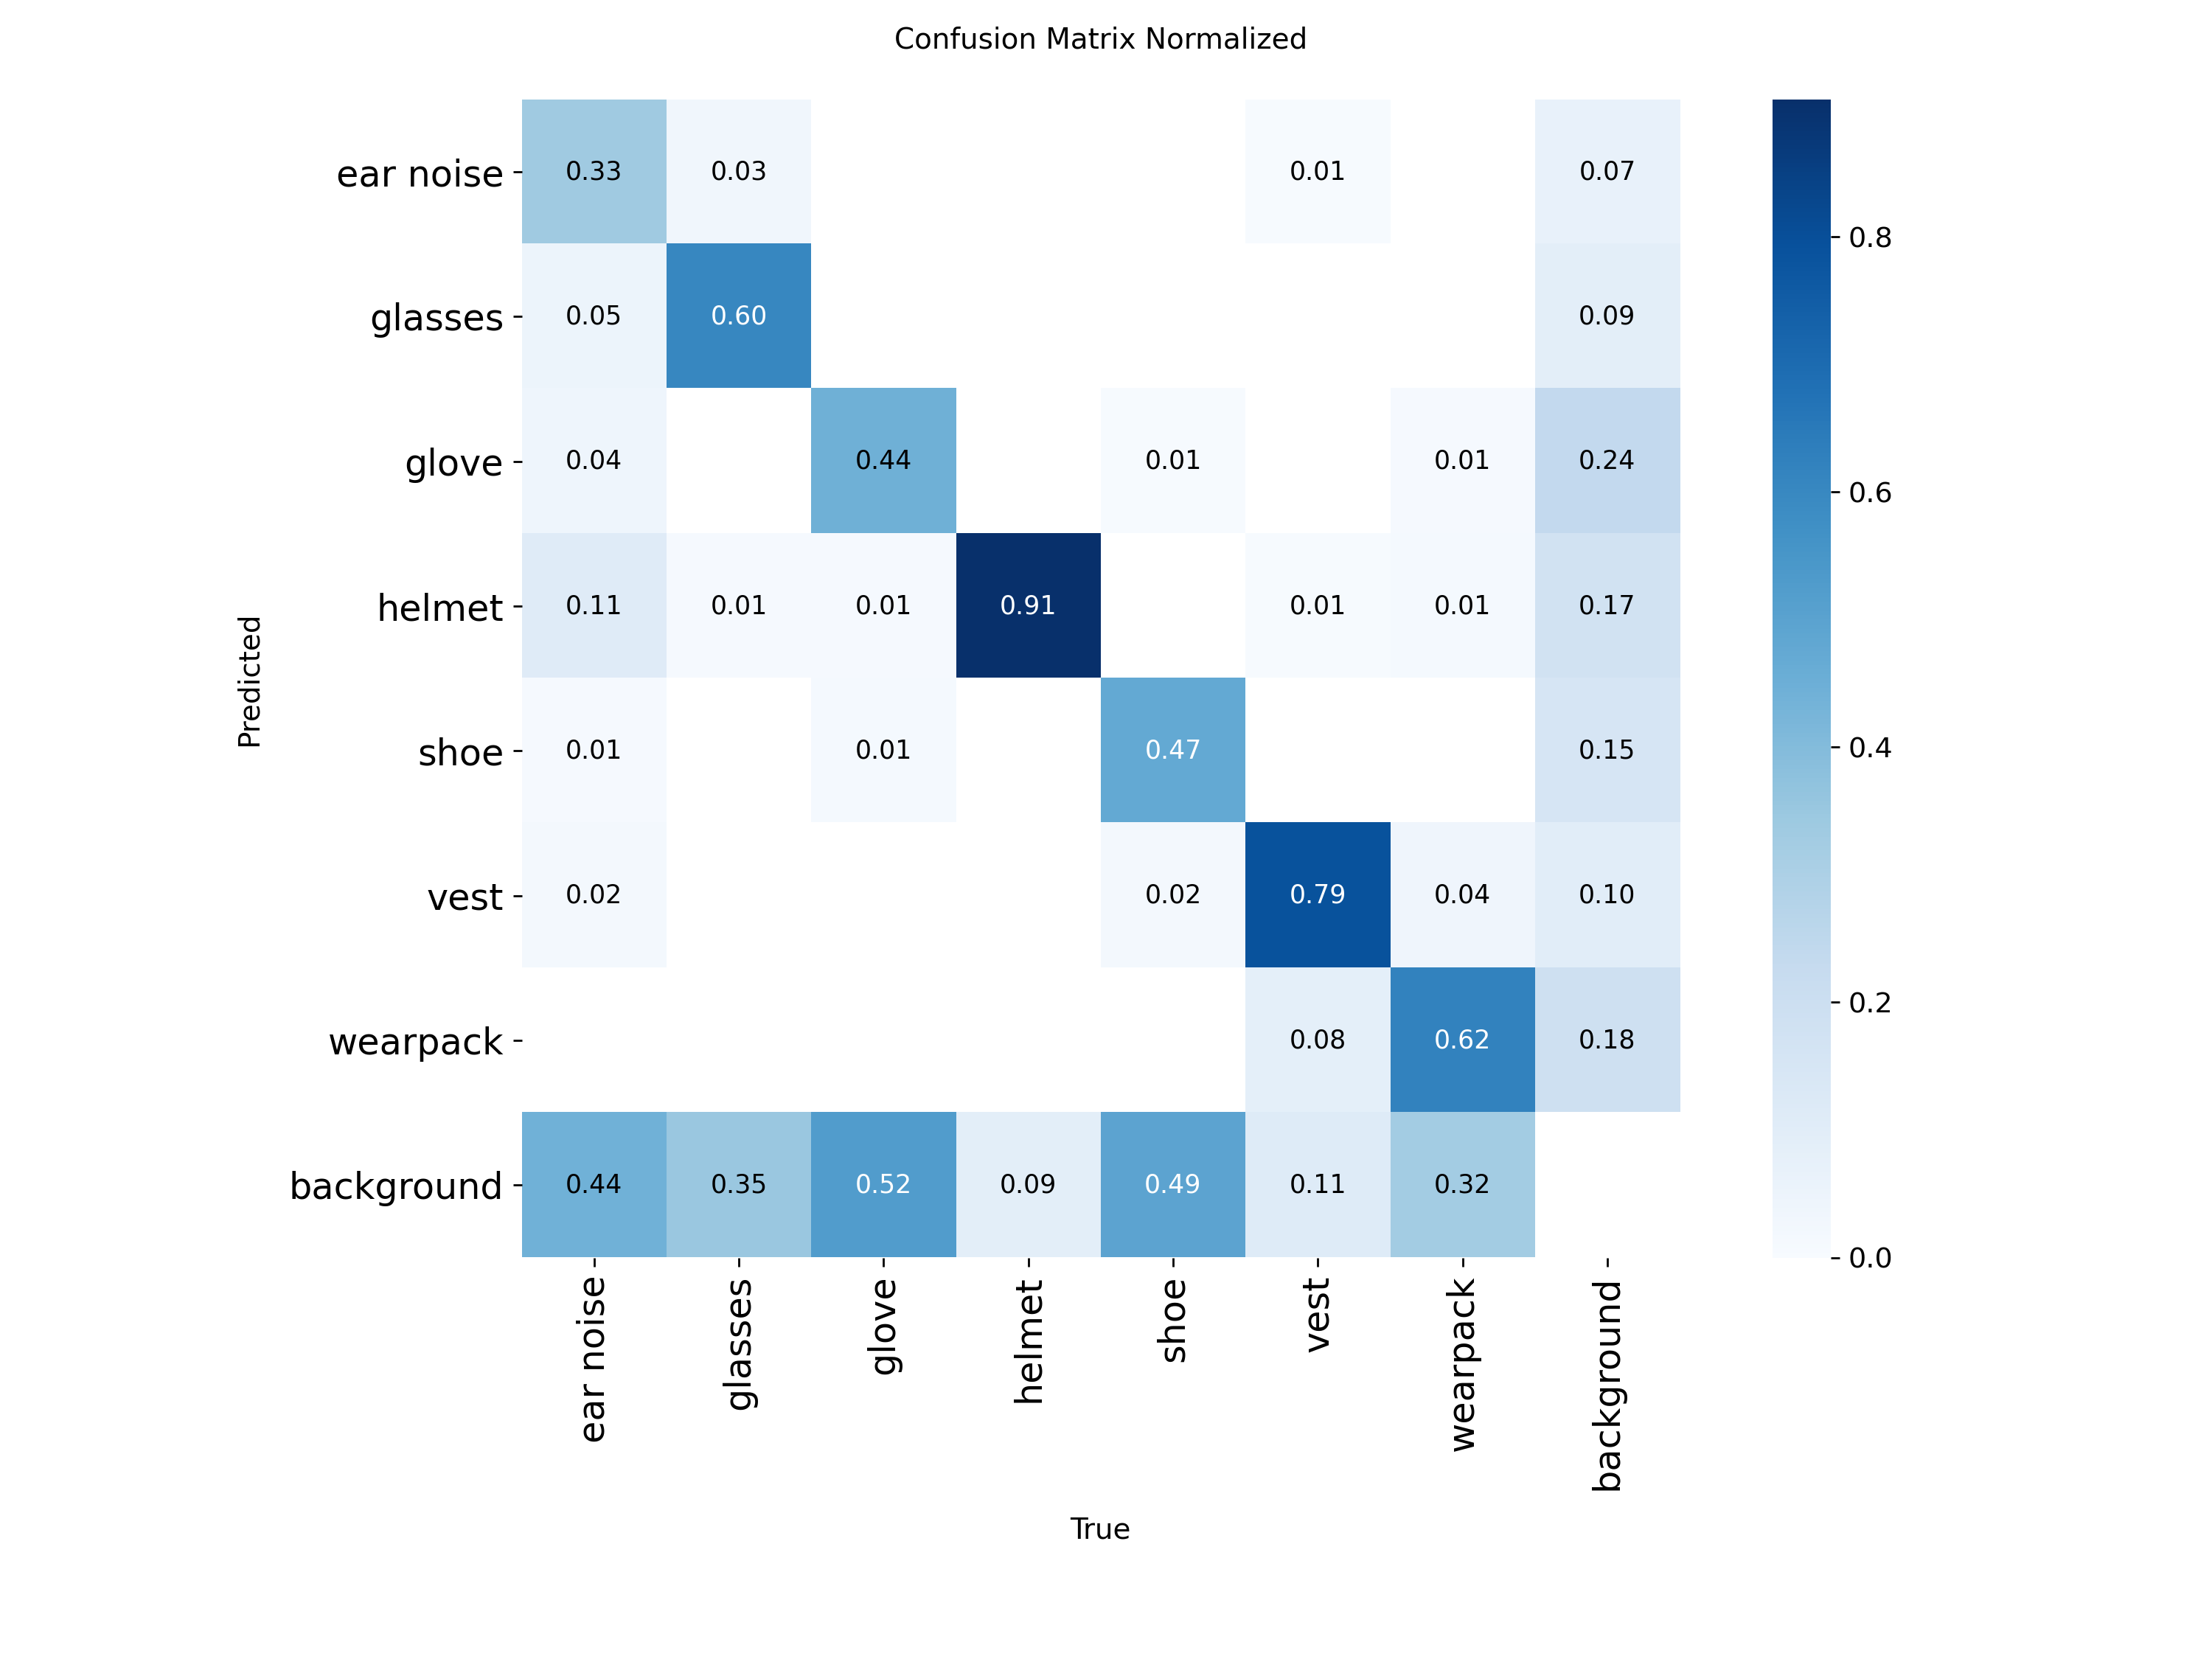 Confusion Matrix Normalized
ear noise 0.33 0.03 0.01 0.07
0.8
glasses 0.05 0.60 0.09
glove 0.04 0.44 0.01 0.01 0.24
0.6
helmet 0.11 0.01 0.01 0.91 0.01 0.01 0.17
Predicted
shoe 0.01 0.01 0.47 0.15
0.4
vest 0.02 0.02 0.79 0.04 0.10
0.2
wearpack 0.08 0.62 0.18
background 0.44 0.35 0.52 0.09 0.49 0.11 0.32
0.0
ear noise
glasses
glove
helmet
shoe
vest
wearpack
background
True